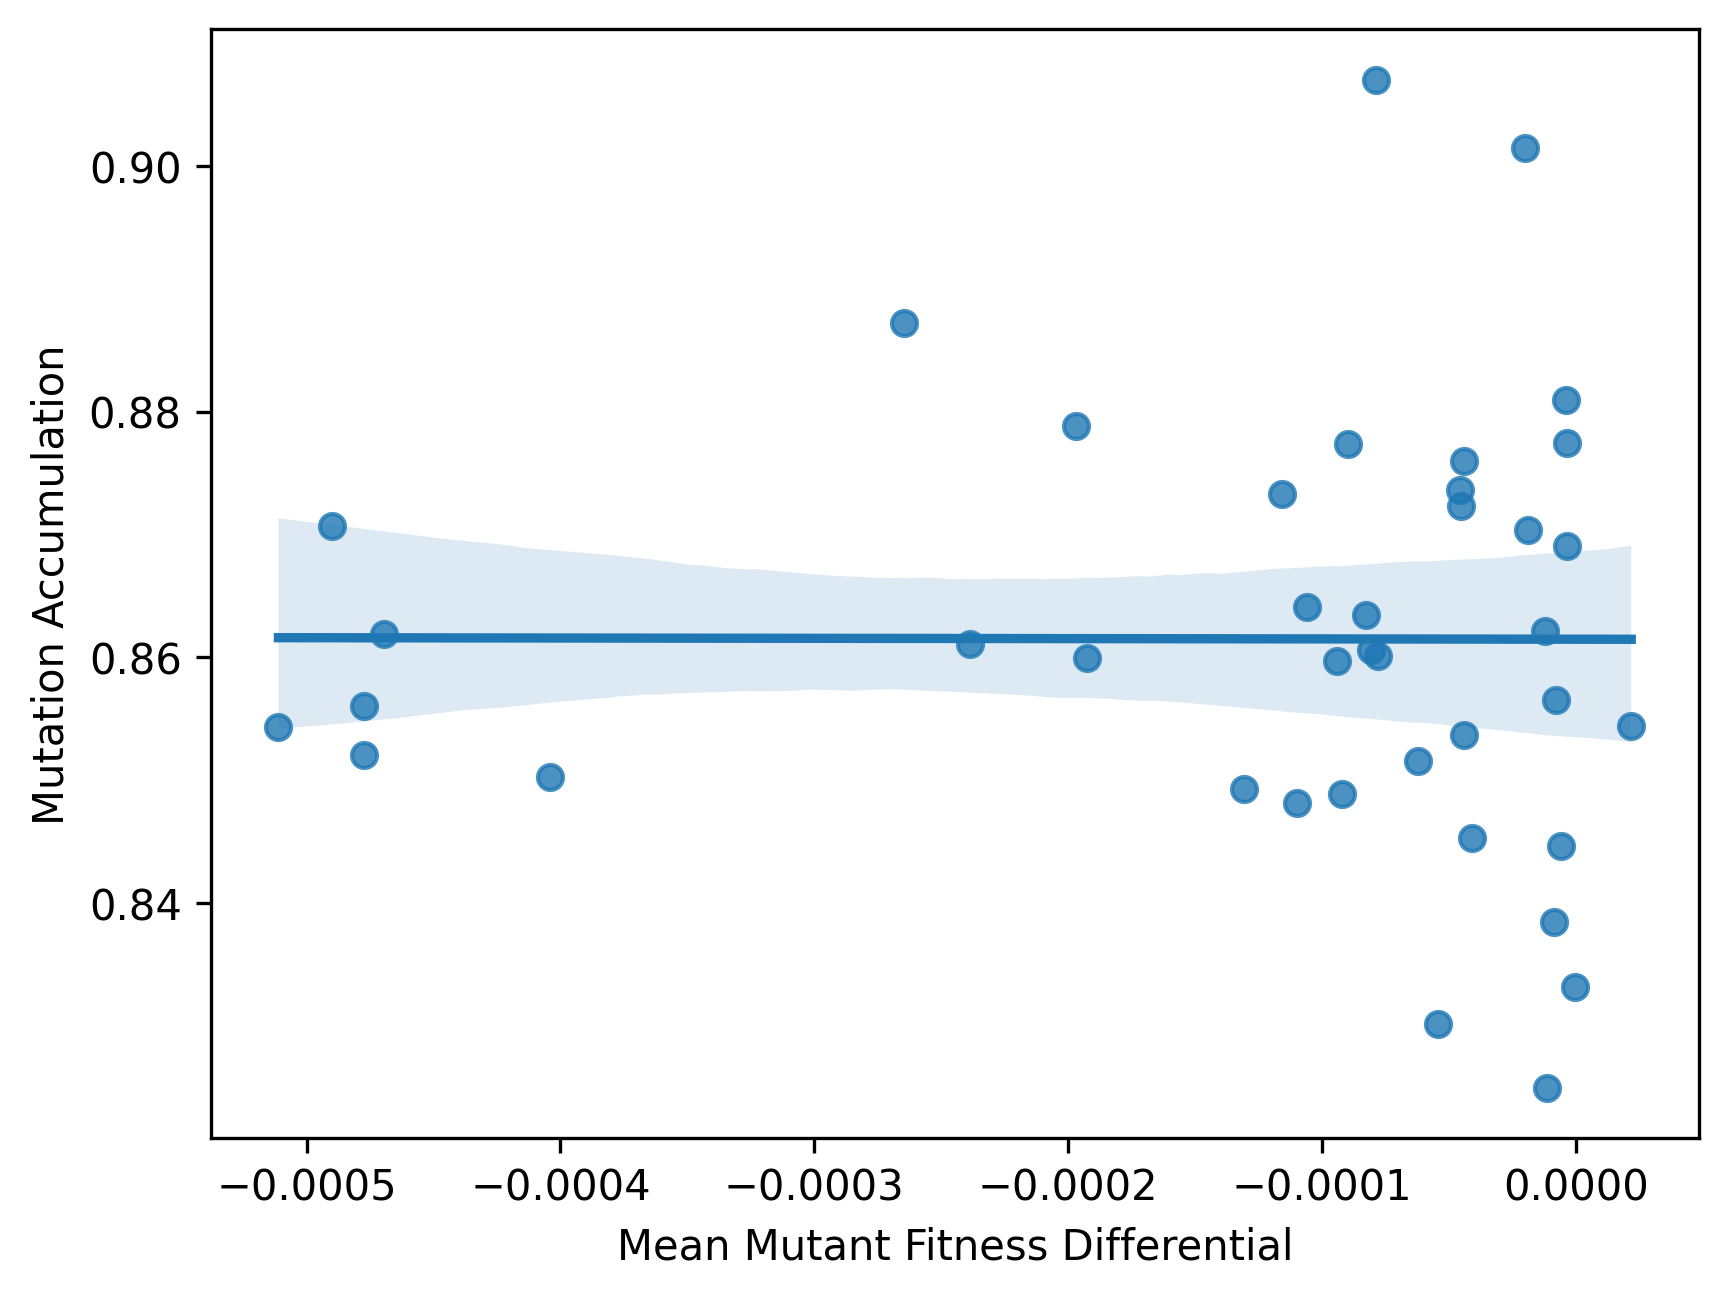 Mutation Accumulation
0.90
0.88
0.86
0.84
−0.0005 −0.0004 −0.0003 −0.0002 −0.0001 0.0000
Mean Mutant Fitness Differential